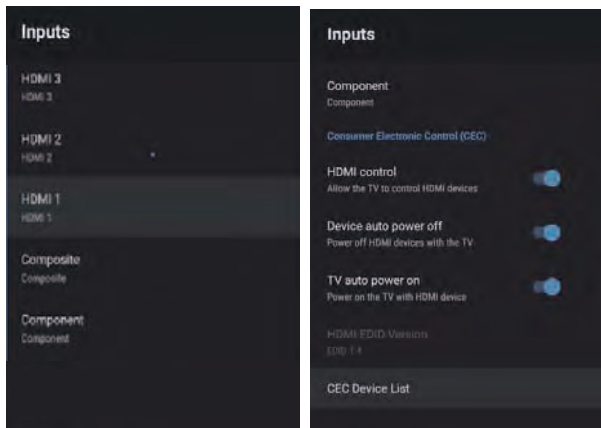 Inputs
HDMI 3
HDMI 3
HDMI 2
HDMI 2
HDMI 1
HDMI 1
Composite
Composite
Component
Component
Inputs
Component
Component
Consumer Electronic Control (CEC)
HDMI control
Allow the TV to control HDMI devices
Device auto power off
Power off HDMI devices with the TV
TV auto power on
Power on the TV with HDMI device
HDMI EDID Version
EDID 1.4
CEC Device List